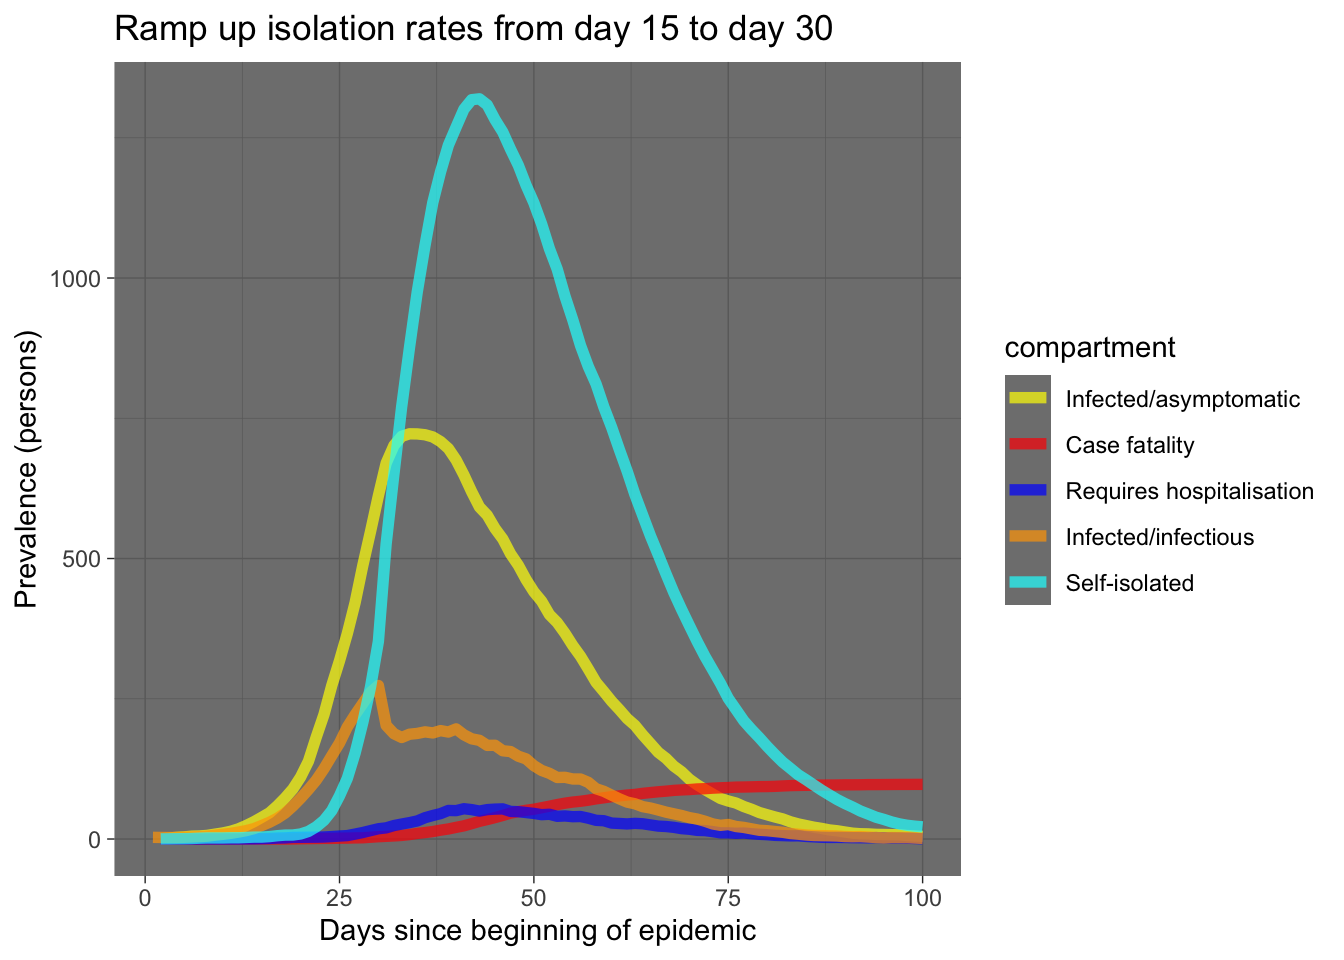 Ramp up isolation rates from day 15 to day 30
Prevalence (persons)
1000
500
0
0 25 50 75 100
Days since beginning of epidemic
compartment
Infected/asymptomatic
Case fatality
Requires hospitalisation
Infected/infectious
Self-isolated